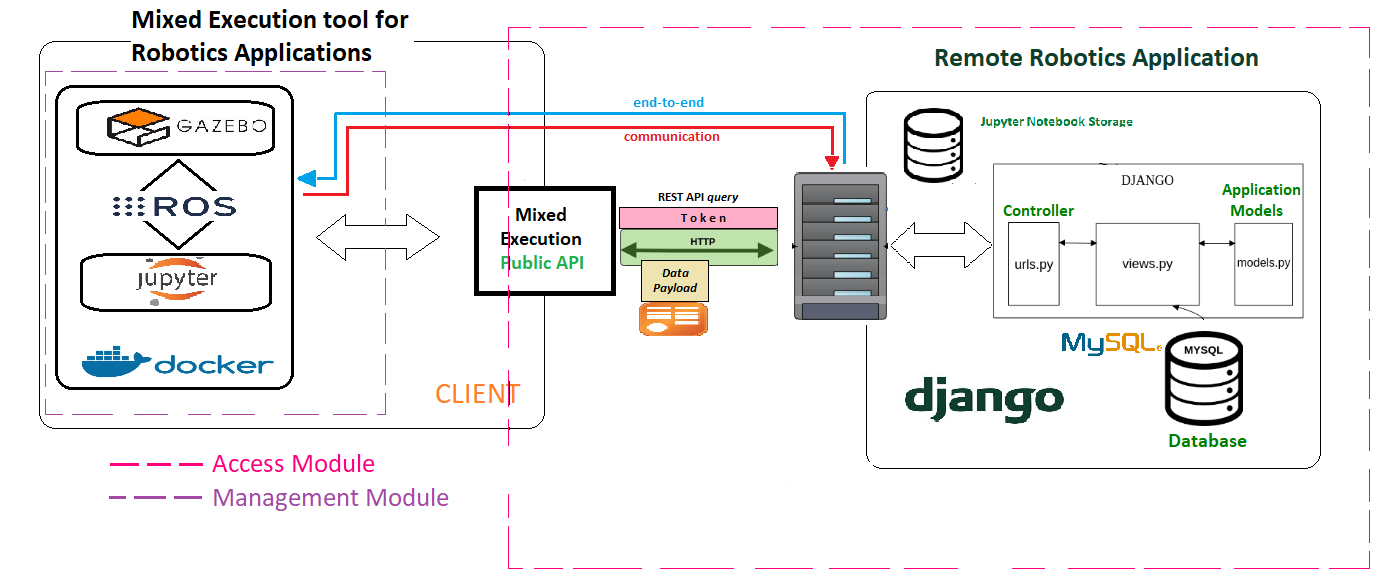 Mixed Execution tool for
Robotics Applications
Remote Robotics Application
GAZEBO
ROS
jupyter
docker
CLIENT
end-to-end
communication
Mixed
Execution
Public API
REST API query
Token
HTTP
Data
Payload
Jupyter Notebook Storage
DJANGO
Controller
Application
Models
urls.py
views.py
models.py
MySQL
MYSQL
django
Database
Access Module
Management Module